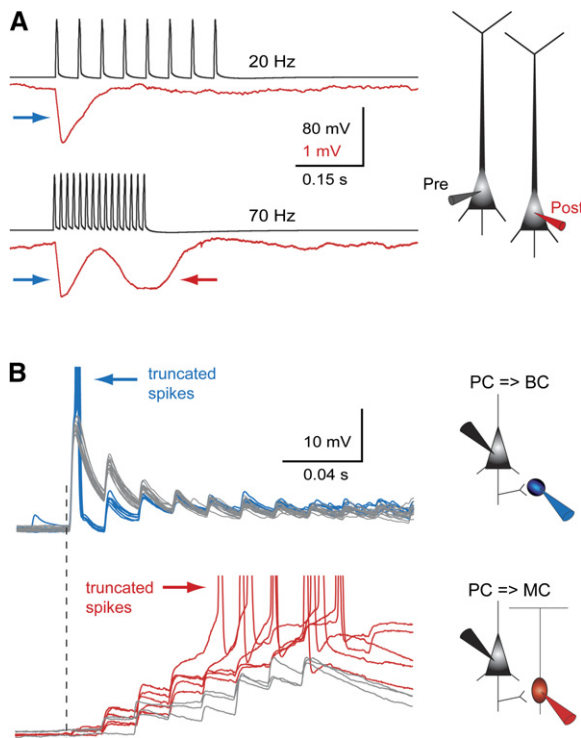 A
20 Hz
80 mV
1 mV
0.15 s
Pre
Post
70 Hz
B
truncated
spikes
10 mV
0.04 s
PC => BC
truncated
spikes
PC => MC